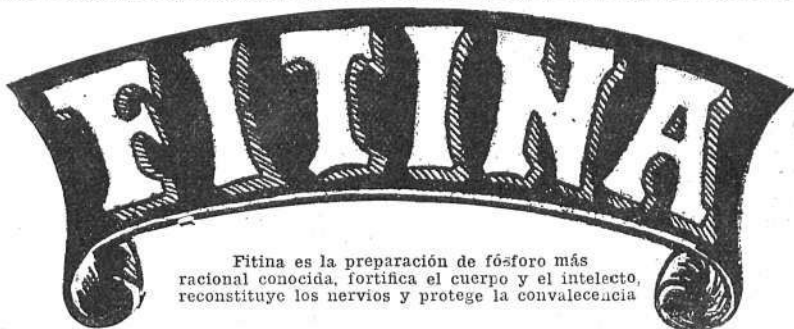 FITINA
Fitina es la preparación de fósforo más
racional conocida, fortifica el cuerpo y el intelecto,
reconstituye los nervios y protege la convalecencia